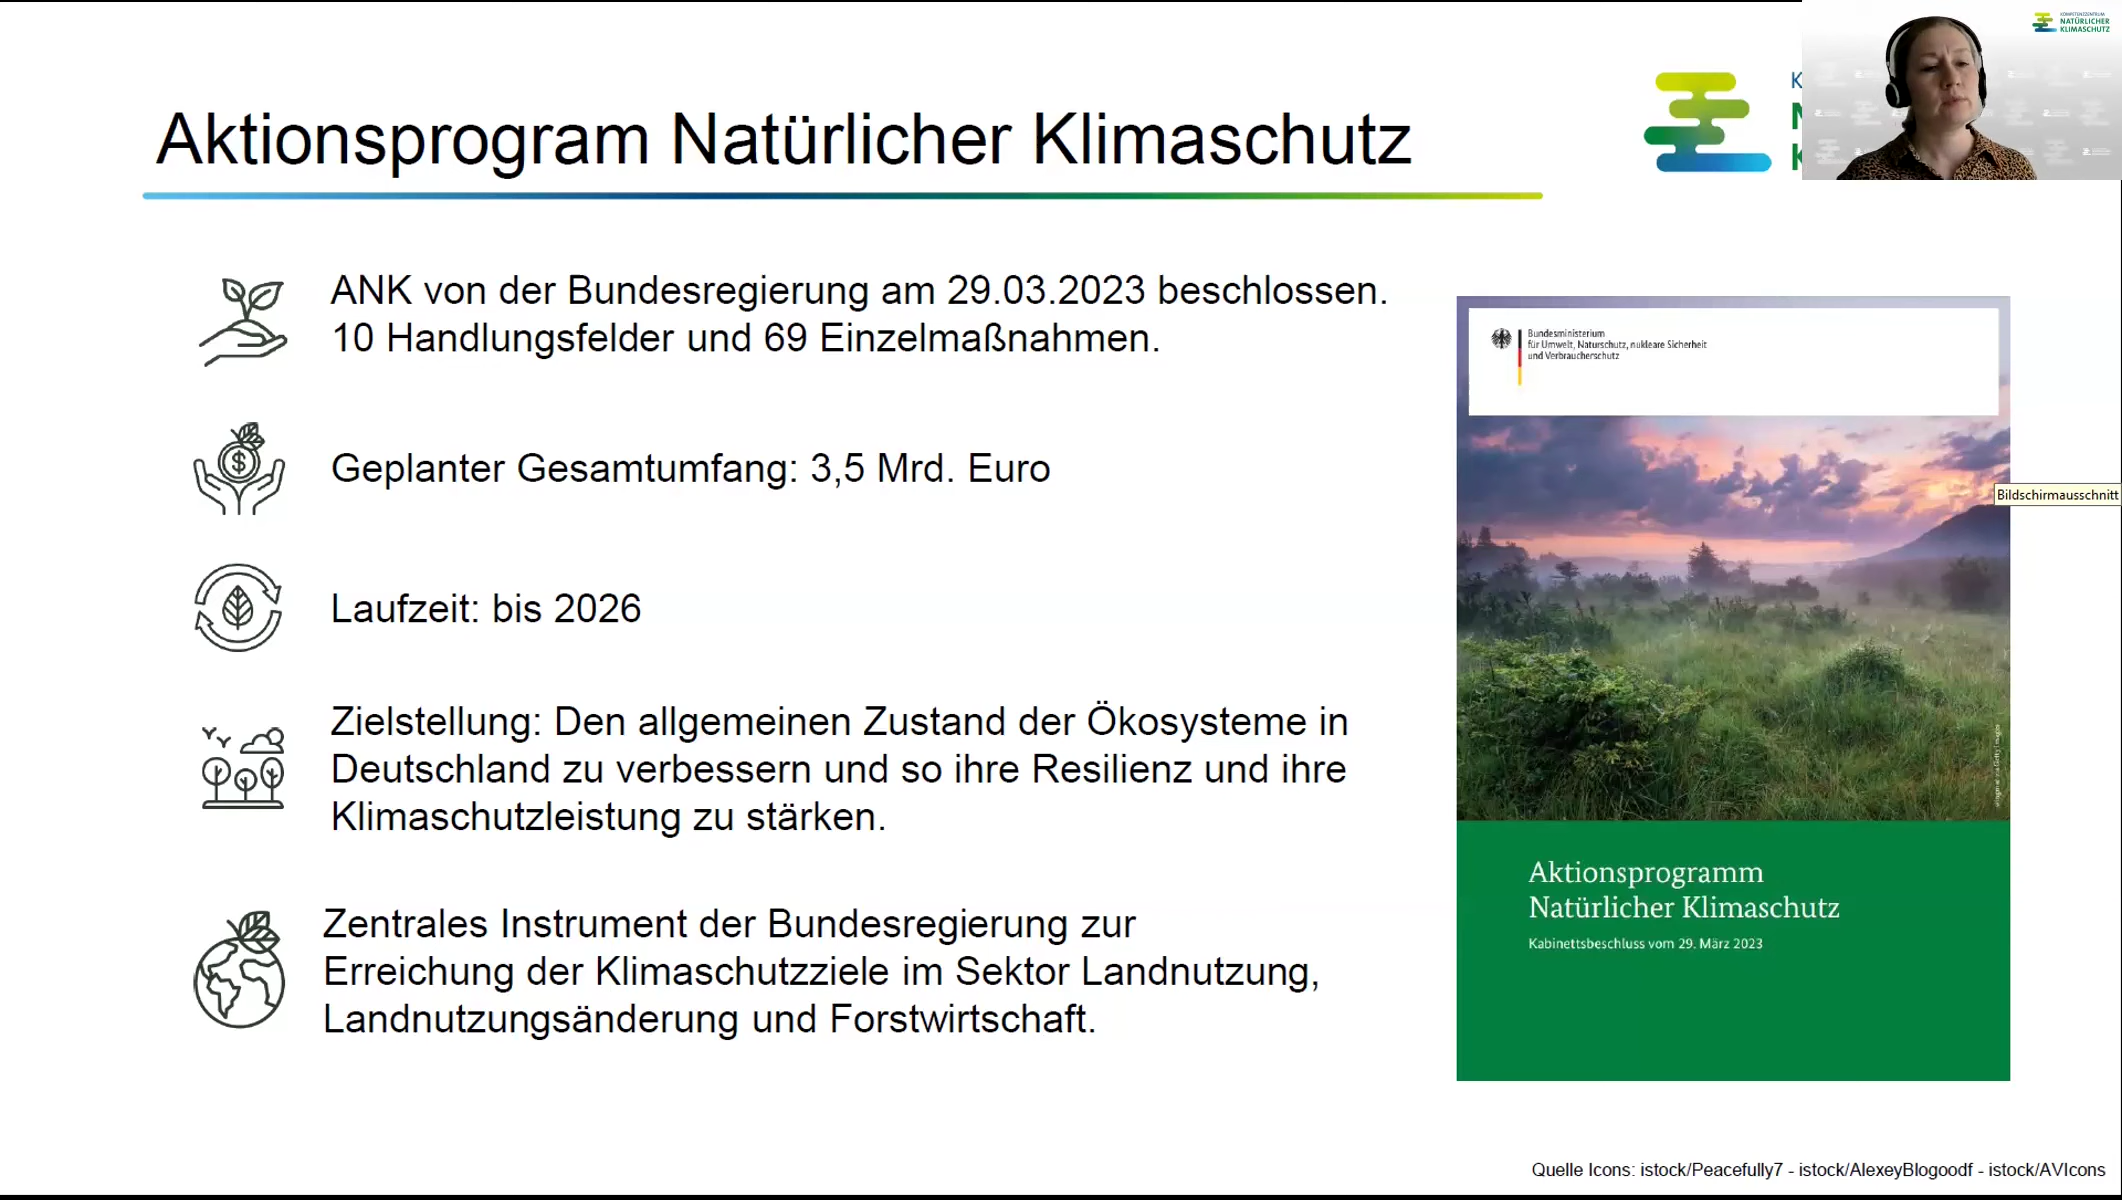 Aktionsprogram Natürlicher Klimaschutz
KOMPETENZZENTRUM
NATÜRLICHER
KLIMASCHUTZ
ANK von der Bundesregierung am 29.03.2023 beschlossen.
10 Handlungsfelder und 69 Einzelmaßnahmen.
Geplanter Gesamtumfang: 3,5 Mrd. Euro
Laufzeit: bis 2026
Zielstellung: Den allgemeinen Zustand der Ökosysteme in
Deutschland zu verbessern und so ihre Resilienz und ihre
Klimaschutzleistung zu stärken.
Zentrales Instrument der Bundesregierung zur
Erreichung der Klimaschutzziele im Sektor Landnutzung,
Landnutzungsänderung und Forstwirtschaft.
Bundesministerium
für Umwelt, Naturschutz, nukleare Sicherheit
und Verbraucherschutz
Bildschirmausschnitt
Aktionsprogramm
Natürlicher Klimaschutz
Kabinettsbeschluss vom 29. März 2023
Quelle Icons: istock/Peacefully7 - istock/AlexeyBlogoodf - istock/AVIcons